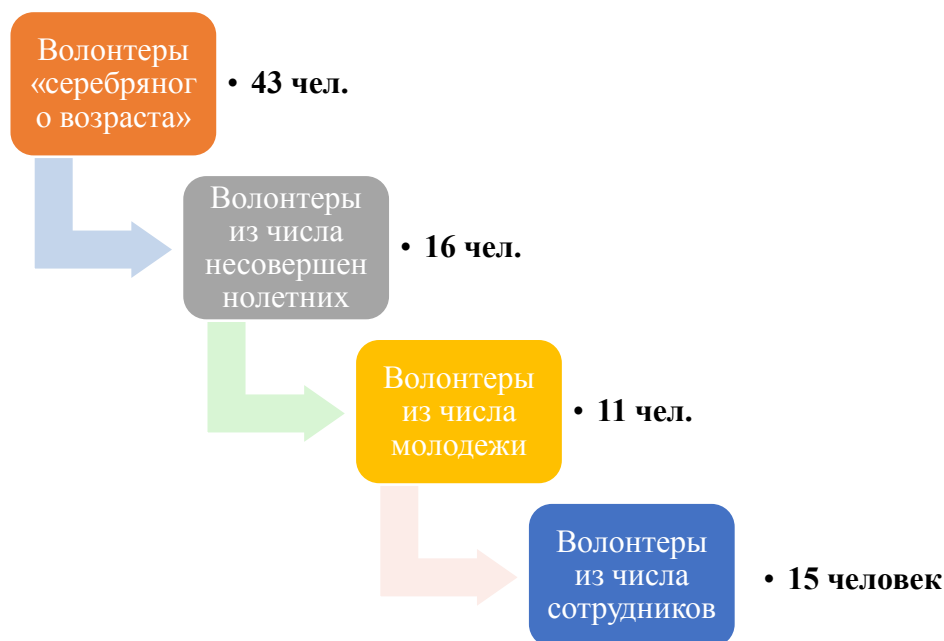 Волонтеры
«серебряног
о возраста»
• 43 чел.
Волонтеры
из числа
несовершен
нолетних
• 16 чел.
Волонтеры
из числа
молодежи
• 11 чел.
Волонтеры
из числа
сотрудников
• 15 человек